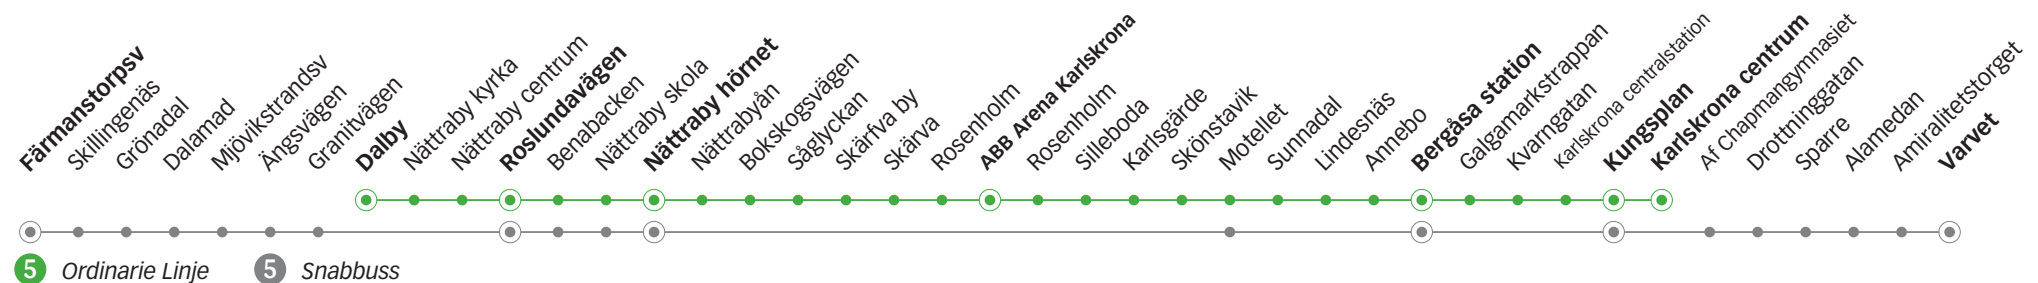 Färmanstorpsv
Skillingenäs
Grönadal
Dalamad
Mjövikstrandsv
Ängsvägen
Granitvägen
Dalby
Nättraby kyrka
Nättraby centrum
Roslundavägen
Benabacken
Nättraby skola
Nättraby hörnet
Nättrabyån
Bokskogsvägen
Såglyckan
Skärfva by
Skärva
Rosenholm
ABB Arena Karlskrona
Rosenholm
Silleboda
Karlsgärde
Skönstavik
Motellet
Sunnadal
Lindesnäs
Annebo
Bergåsa station
Galgamarkstrappan
Kvarngatan
Karlskrona centralstation
Kungsplan
Karlskrona centrum
Af Chapmangymnasiet
Drottninggatan
Sparre
Alamedan
Amiralitetstorget
Varvet
5 Ordinarie Linje 5 Snabbuss